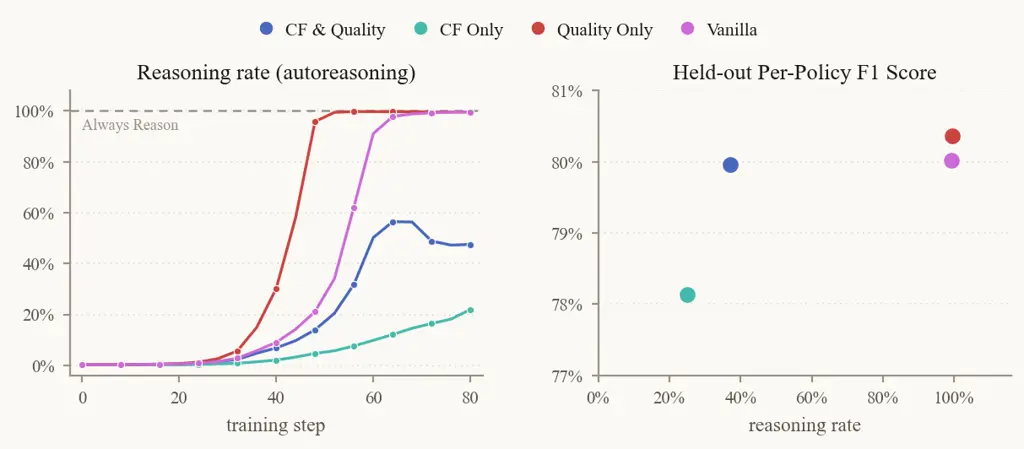 CF & Quality CF Only Quality Only Vanilla
Reasoning rate (autoreasoning)
100%
Always Reason
80%
60%
40%
20%
0%
0 20 40 60 80
training step
Held-out Per-Policy F1 Score
81%
80%
79%
78%
77%
0% 20% 40% 60% 80% 100%
reasoning rate